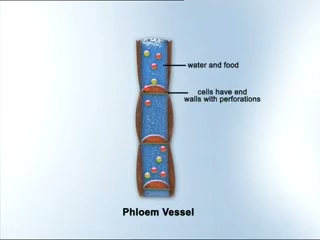 water and food
cells have end
walls with perforations
Phloem Vessel